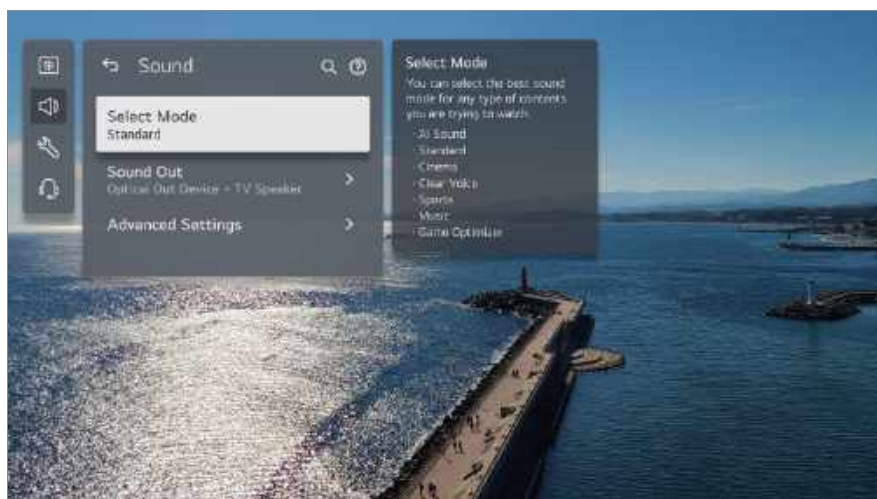 Sound
Select Mode
Standard
Sound Out
Optical Out Device + TV Speaker
Advanced Settings
Select Mode
You can select the best sound
mode for any type of contents
you are trying to watch.
· AI Sound
· Standard
· Cinema
· Clear Voice
· Sports
· Music
· Game Optimizer